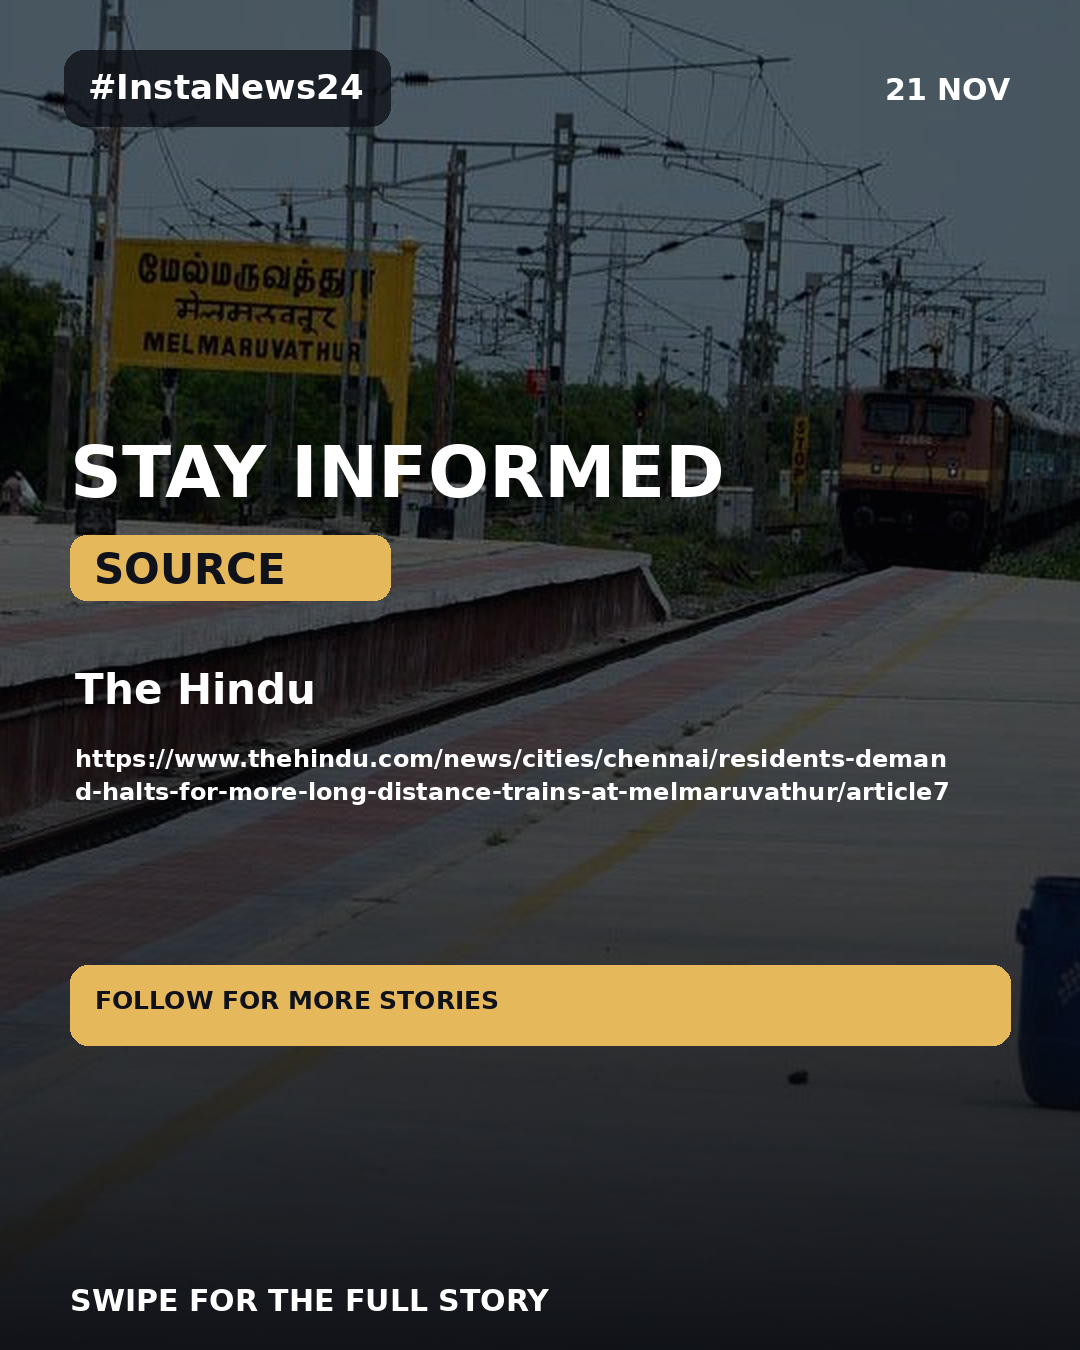 #InstaNews24
21 NOV
மேல்மருவத்தூர்
मेलमरुवत्तूर
MELMARUVATHUR
STOP
STAY INFORMED
SOURCE
The Hindu
https://www.thehindu.com/news/cities/chennai/residents-deman
d-halts-for-more-long-distance-trains-at-melmaruvathur/article7
FOLLOW FOR MORE STORIES
SWIPE FOR THE FULL STORY